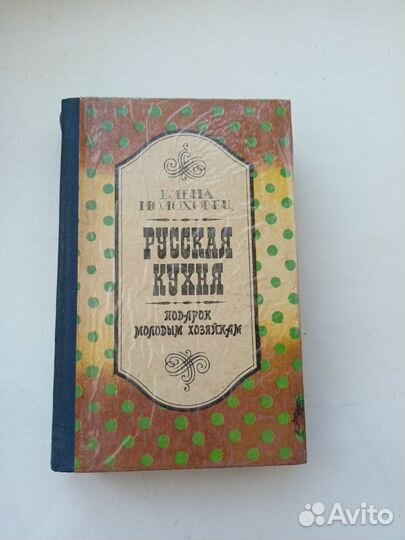 ЕЛЕНА
МОЛОХОВЕЦ
РУССКАЯ
КУХНЯ
ПОДАРОК
МОЛОДЫМ ХОЗЯЙКАМ
Avito